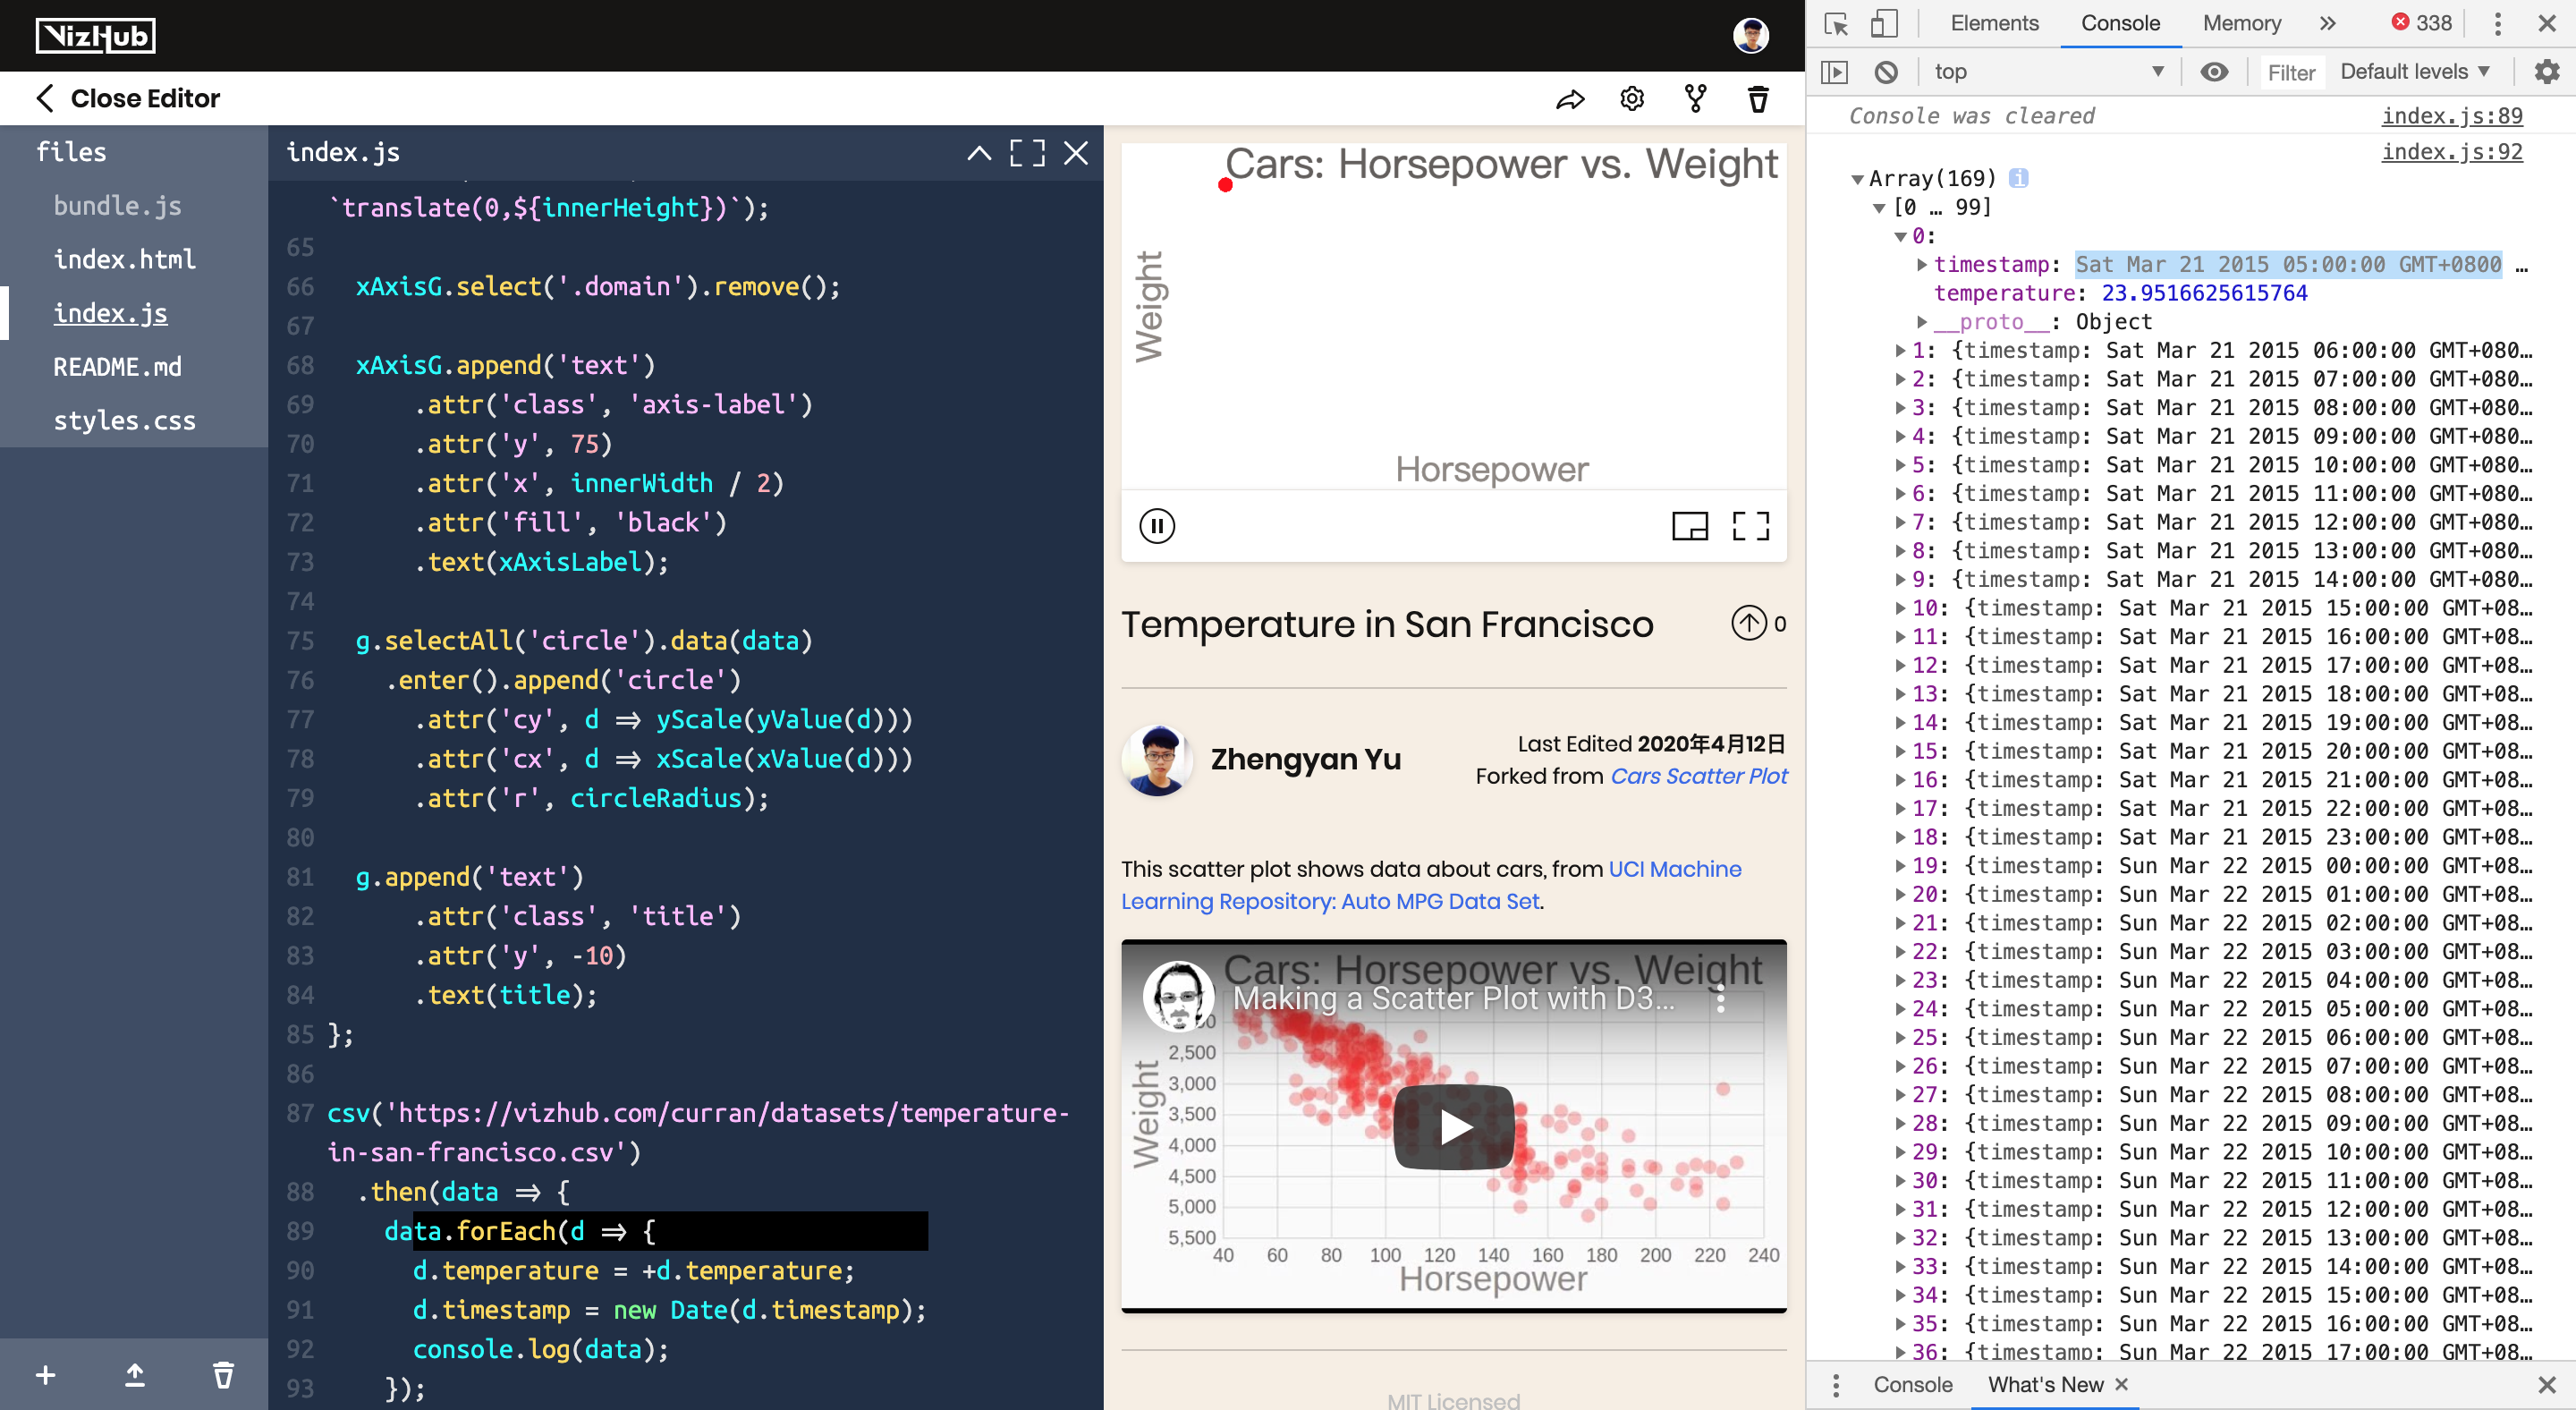 VizHub
Close Editor
files
bundle.js
index.html
index.js
README.md
styles.css
index.js
`translate(0,${innerHeight})`);
65
66 xAxisG.select('.domain').remove();
67
68 xAxisG.append('text')
69 .attr('class', 'axis-label')
70 .attr('y', 75)
71 .attr('x', innerWidth / 2)
72 .attr('fill', 'black')
73 .text(xAxisLabel);
74
75 g.selectAll('circle').data(data)
76 .enter().append('circle')
77 .attr('cy', d => yScale(yValue(d)))
78 .attr('cx', d => xScale(xValue(d)))
79 .attr('r', circleRadius);
80
81 g.append('text')
82 .attr('class', 'title')
83 .attr('y', -10)
84 .text(title);
85 };
86
87 csv('https://vizhub.com/curran/datasets/temperature-
in-san-francisco.csv')
88 .then(data => {
89 data.forEach(d => {
90 d.temperature = +d.temperature;
91 d.timestamp = new Date(d.timestamp);
92 console.log(data);
93 });
Cars: Horsepower vs. Weight
Weight
Horsepower
Temperature in San Francisco
0
Zhengyan Yu
Last Edited 2020年4月12日
Forked from Cars Scatter Plot
This scatter plot shows data about cars, from UCI Machine
Learning Repository: Auto MPG Data Set.
Cars: Horsepower vs. Weight
Making a Scatter Plot with D3...
Weight
2,500
3,000
3,500
4,000
4,500
5,000
5,500
40 60 80 100 120 140 160 180 200 220 240
Horsepower
MIT Licensed
Elements Console Memory 338
top Filter Default levels
Console was cleared index.js:89
index.js:92
Array(169) i
[0 … 99]
0:
timestamp: Sat Mar 21 2015 05:00:00 GMT+0800 …
temperature: 23.9516625615764
__proto__: Object
1: {timestamp: Sat Mar 21 2015 06:00:00 GMT+080…
2: {timestamp: Sat Mar 21 2015 07:00:00 GMT+080…
3: {timestamp: Sat Mar 21 2015 08:00:00 GMT+080…
4: {timestamp: Sat Mar 21 2015 09:00:00 GMT+080…
5: {timestamp: Sat Mar 21 2015 10:00:00 GMT+080…
6: {timestamp: Sat Mar 21 2015 11:00:00 GMT+080…
7: {timestamp: Sat Mar 21 2015 12:00:00 GMT+080…
8: {timestamp: Sat Mar 21 2015 13:00:00 GMT+080…
9: {timestamp: Sat Mar 21 2015 14:00:00 GMT+080…
10: {timestamp: Sat Mar 21 2015 15:00:00 GMT+08…
11: {timestamp: Sat Mar 21 2015 16:00:00 GMT+08…
12: {timestamp: Sat Mar 21 2015 17:00:00 GMT+08…
13: {timestamp: Sat Mar 21 2015 18:00:00 GMT+08…
14: {timestamp: Sat Mar 21 2015 19:00:00 GMT+08…
15: {timestamp: Sat Mar 21 2015 20:00:00 GMT+08…
16: {timestamp: Sat Mar 21 2015 21:00:00 GMT+08…
17: {timestamp: Sat Mar 21 2015 22:00:00 GMT+08…
18: {timestamp: Sat Mar 21 2015 23:00:00 GMT+08…
19: {timestamp: Sun Mar 22 2015 00:00:00 GMT+08…
20: {timestamp: Sun Mar 22 2015 01:00:00 GMT+08…
21: {timestamp: Sun Mar 22 2015 02:00:00 GMT+08…
22: {timestamp: Sun Mar 22 2015 03:00:00 GMT+08…
23: {timestamp: Sun Mar 22 2015 04:00:00 GMT+08…
24: {timestamp: Sun Mar 22 2015 05:00:00 GMT+08…
25: {timestamp: Sun Mar 22 2015 06:00:00 GMT+08…
26: {timestamp: Sun Mar 22 2015 07:00:00 GMT+08…
27: {timestamp: Sun Mar 22 2015 08:00:00 GMT+08…
28: {timestamp: Sun Mar 22 2015 09:00:00 GMT+08…
29: {timestamp: Sun Mar 22 2015 10:00:00 GMT+08…
30: {timestamp: Sun Mar 22 2015 11:00:00 GMT+08…
31: {timestamp: Sun Mar 22 2015 12:00:00 GMT+08…
32: {timestamp: Sun Mar 22 2015 13:00:00 GMT+08…
33: {timestamp: Sun Mar 22 2015 14:00:00 GMT+08…
34: {timestamp: Sun Mar 22 2015 15:00:00 GMT+08…
35: {timestamp: Sun Mar 22 2015 16:00:00 GMT+08…
36: {timestamp: Sun Mar 22 2015 17:00:00 GMT+08…
Console What's New